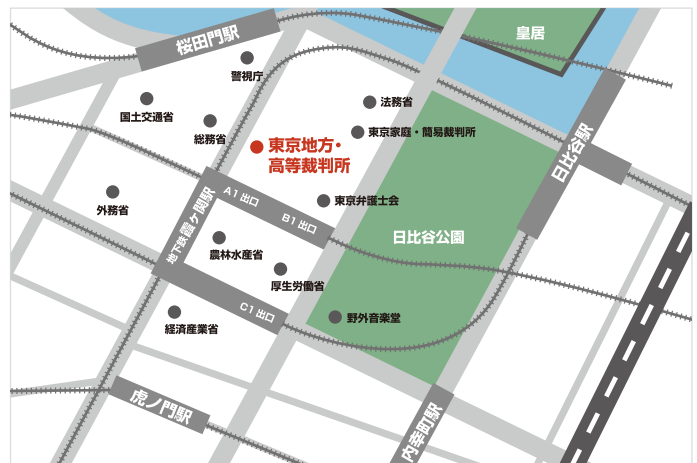 皇居
桜田門駅
警視庁
国土交通省
法務省
総務省
東京家庭・簡易裁判所
東京地方・
高等裁判所
日比谷駅
外務省
A1 出口
B1 出口
東京弁護士会
地下鉄霞ヶ関駅
日比谷公園
農林水産省
厚生労働省
C1 出口
経済産業省
野外音楽堂
虎ノ門駅
内幸町駅